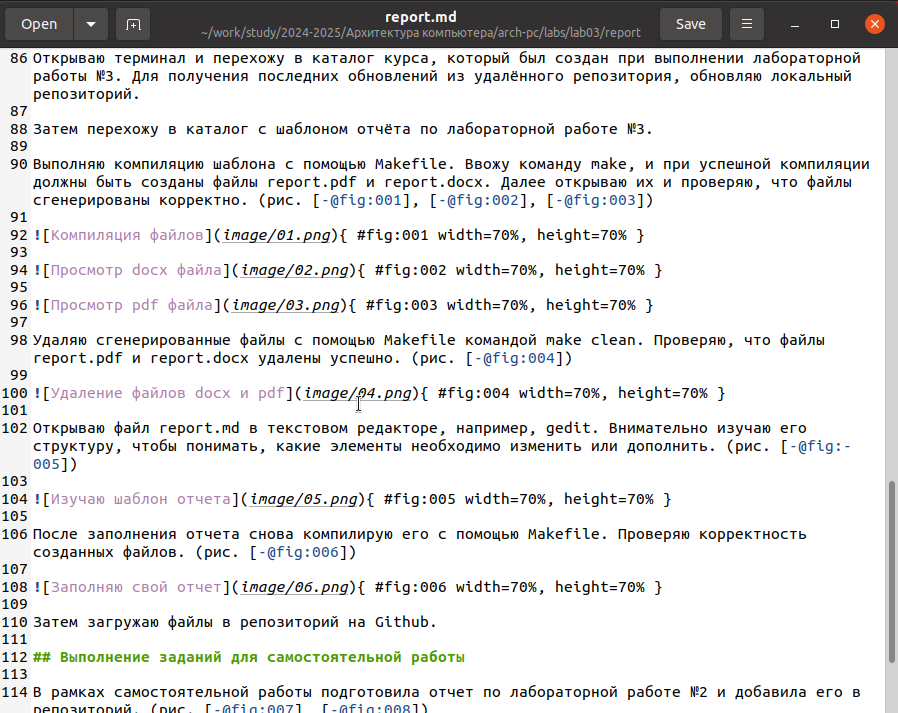 Open
report.md
~/work/study/2024-2025/Архитектура компьютера/arch-pc/labs/lab03/report
Save
86 Открываю терминал и перехожу в каталог курса, который был создан при выполнении лабораторной
работы №3. Для получения последних обновлений из удалённого репозитория, обновляю локальный
репозиторий.
87
88 Затем перехожу в каталог с шаблоном отчёта по лабораторной работе №3.
89
90 Выполняю компиляцию шаблона с помощью Makefile. Ввожу команду make, и при успешной компиляции
должны быть созданы файлы report.pdf и report.docx. Далее открываю их и проверяю, что файлы
сгенерированы корректно. (рис. [-@fig:001], [-@fig:002], [-@fig:003])
91
92 ![Компиляция файлов](image/01.png){ #fig:001 width=70%, height=70% }
93
94 ![Просмотр docx файла](image/02.png){ #fig:002 width=70%, height=70% }
95
96 ![Просмотр pdf файла](image/03.png){ #fig:003 width=70%, height=70% }
97
98 Удаляю сгенерированные файлы с помощью Makefile командой make clean. Проверяю, что файлы
report.pdf и report.docx удалены успешно. (рис. [-@fig:004])
99
100 ![Удаление файлов docx и pdf](image/04.png){ #fig:004 width=70%, height=70% }
101
102 Открываю файл report.md в текстовом редакторе, например, gedit. Внимательно изучаю его
структуру, чтобы понимать, какие элементы необходимо изменить или дополнить. (рис. [-@fig:-
005])
103
104 ![Изучаю шаблон отчета](image/05.png){ #fig:005 width=70%, height=70% }
105
106 После заполнения отчета снова компилирую его с помощью Makefile. Проверяю корректность
созданных файлов. (рис. [-@fig:006])
107
108 ![Заполняю свой отчет](image/06.png){ #fig:006 width=70%, height=70% }
109
110 Затем загружаю файлы в репозиторий на Github.
111
112 ## Выполнение заданий для самостоятельной работы
113
114 В рамках самостоятельной работы подготовила отчет по лабораторной работе №2 и добавила его в
репозиторий. (рис. [-@fig:007], [-@fig:008])